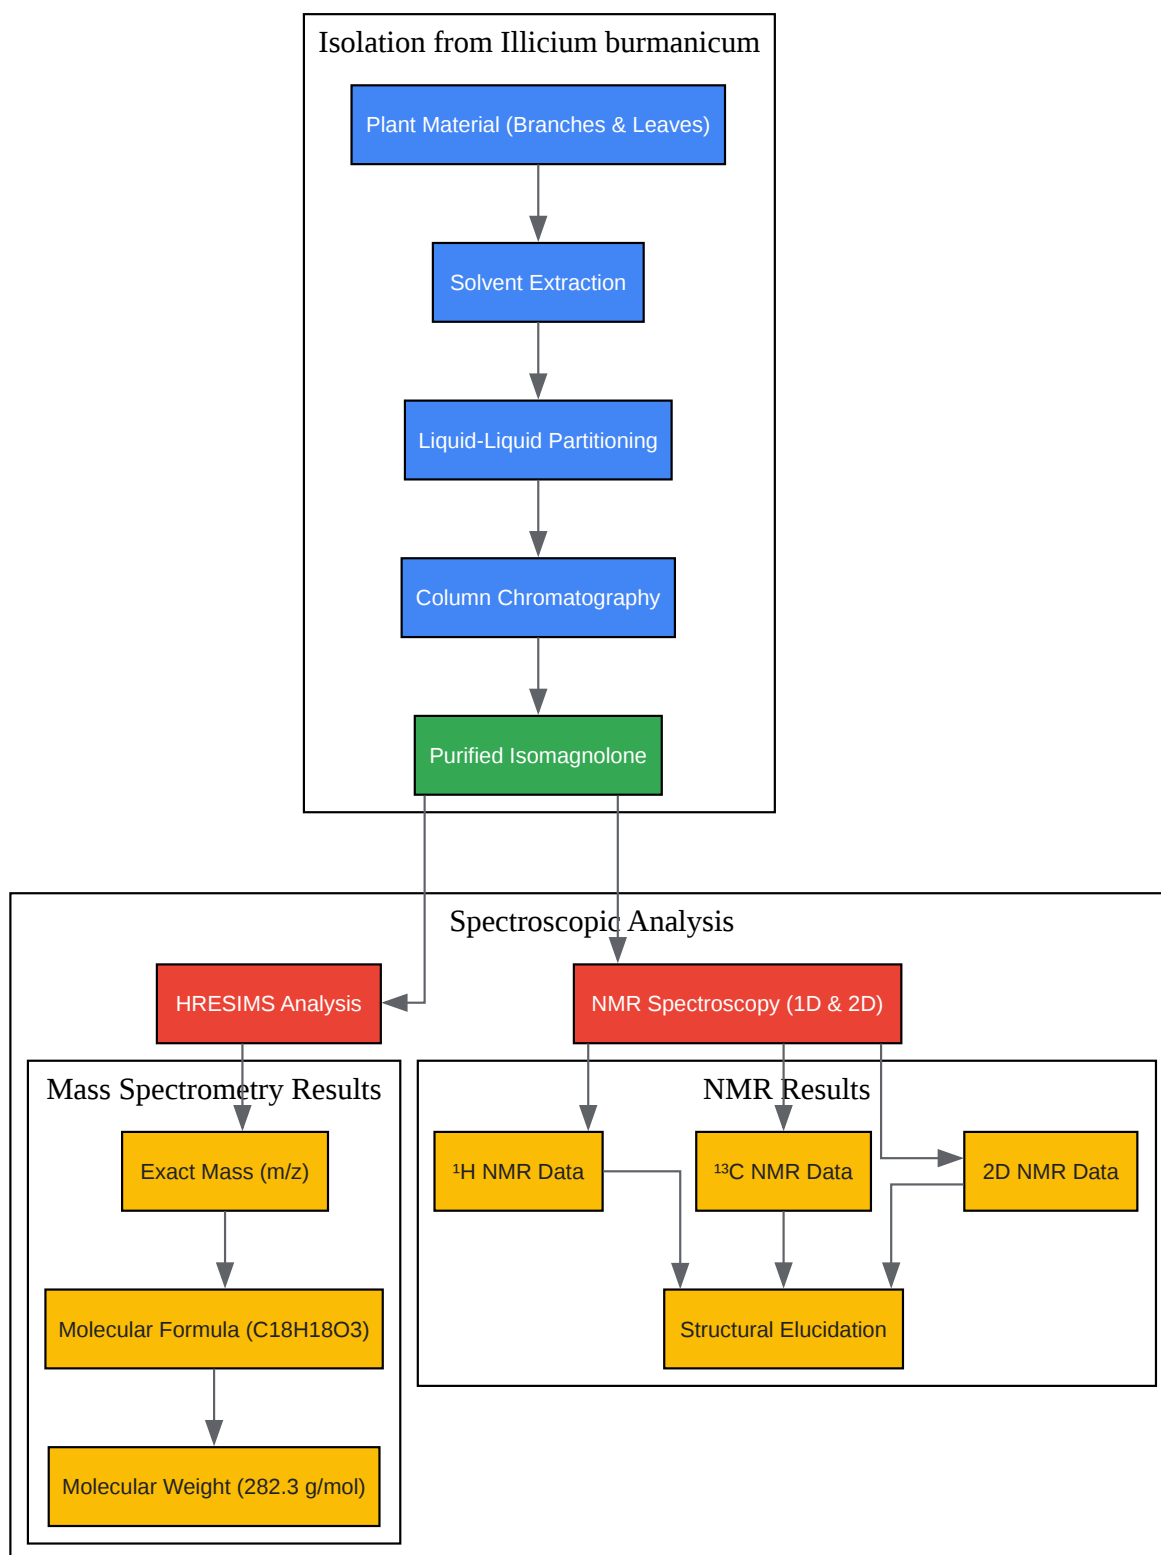 Isolation from Illicium burmanicum
Plant Material (Branches & Leaves)
Solvent Extraction
Liquid-Liquid Partitioning
Column Chromatography
Purified Isomagnolone
Spectroscopic Analysis
HRESIMS Analysis
NMR Spectroscopy (1D & 2D)
Mass Spectrometry Results
NMR Results
Exact Mass (m/z)
¹H NMR Data
¹³C NMR Data
2D NMR Data
Molecular Formula (C18H18O3)
Structural Elucidation
Molecular Weight (282.3 g/mol)